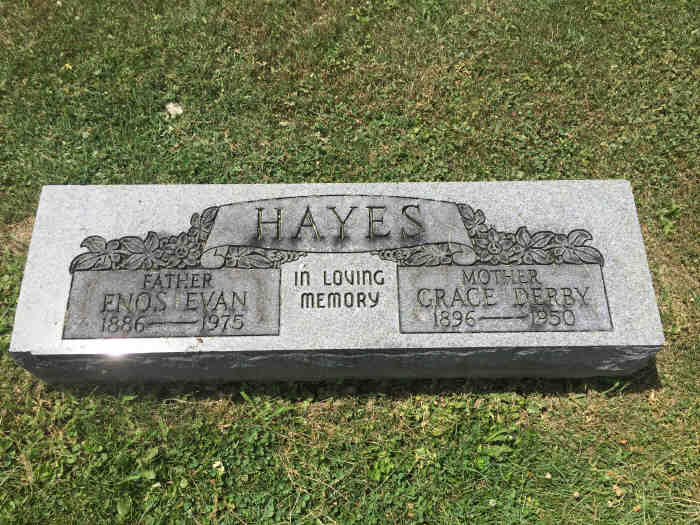 HAYES
FATHER
ENOS EVAN
1886—1975
IN LOVING
MEMORY
MOTHER
GRACE DERBY
1896—1950